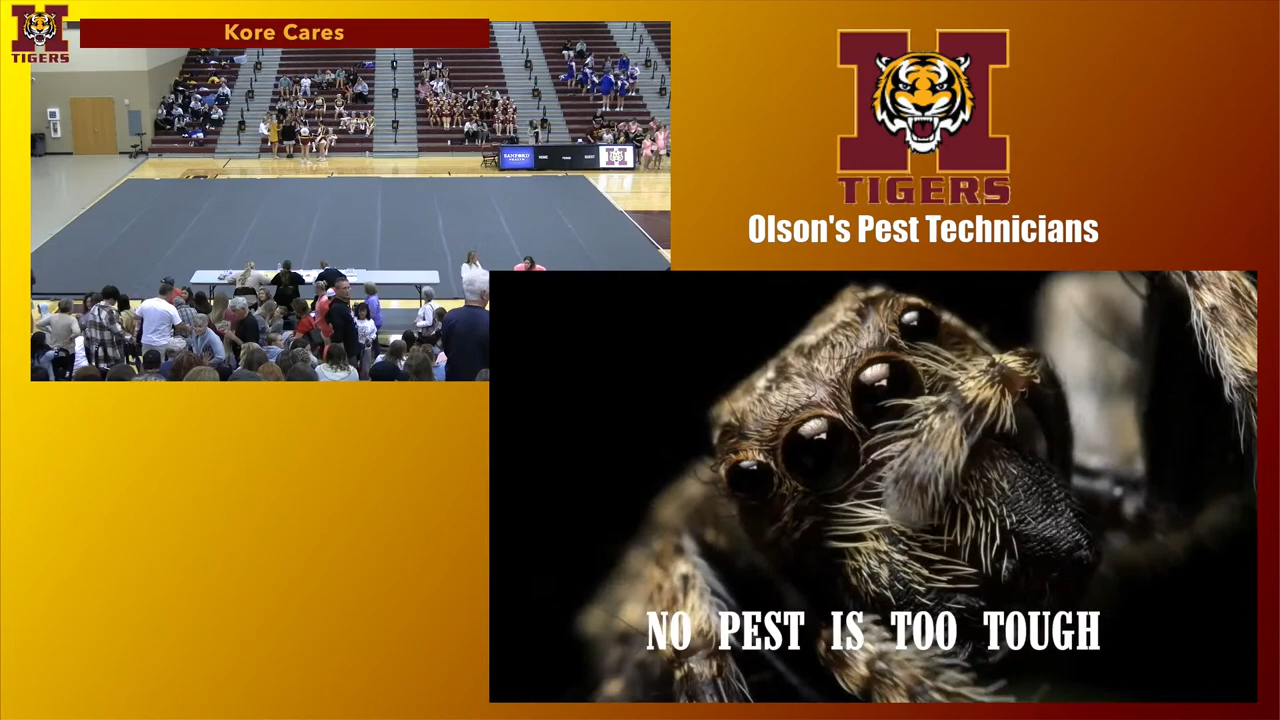 H
TIGERS
Kore Cares
SANFORD
HEALTH
HOME
GUEST
H
H
TIGERS
Olson's Pest Technicians
NO PEST IS TOO TOUGH